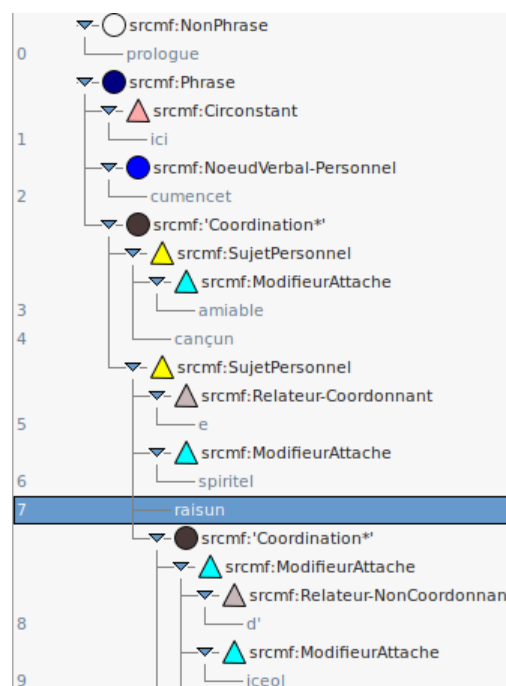 srcmf:NonPhrase
0 prologue
srcmf:Phrase
srcmf:Circonstant
1 ici
srcmf:NoeudVerbal-Personnel
2 cumencet
srcmf:'Coordination*'
srcmf:SujetPersonnel
srcmf:ModifieurAttache
3 amiable
4 cançun
srcmf:SujetPersonnel
srcmf:Relateur-Coordonnant
5 e
srcmf:ModifieurAttache
6 spiritel
7 raisun
srcmf:'Coordination*'
srcmf:ModifieurAttache
srcmf:Relateur-NonCoordonnan
8 d'
srcmf:ModifieurAttache
9 iceol